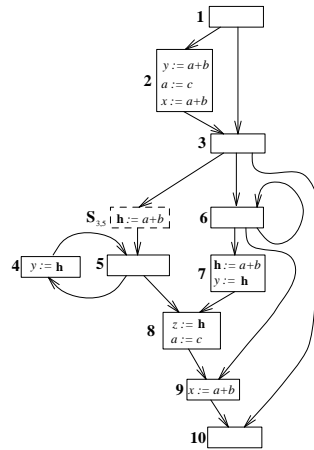 1
2
y := a+b
a := c
x := a+b
3
S3,5 h := a+b
6
4 y := h
5
7
h := a+b
y := h
8
z := h
a := c
9 x := a+b
10